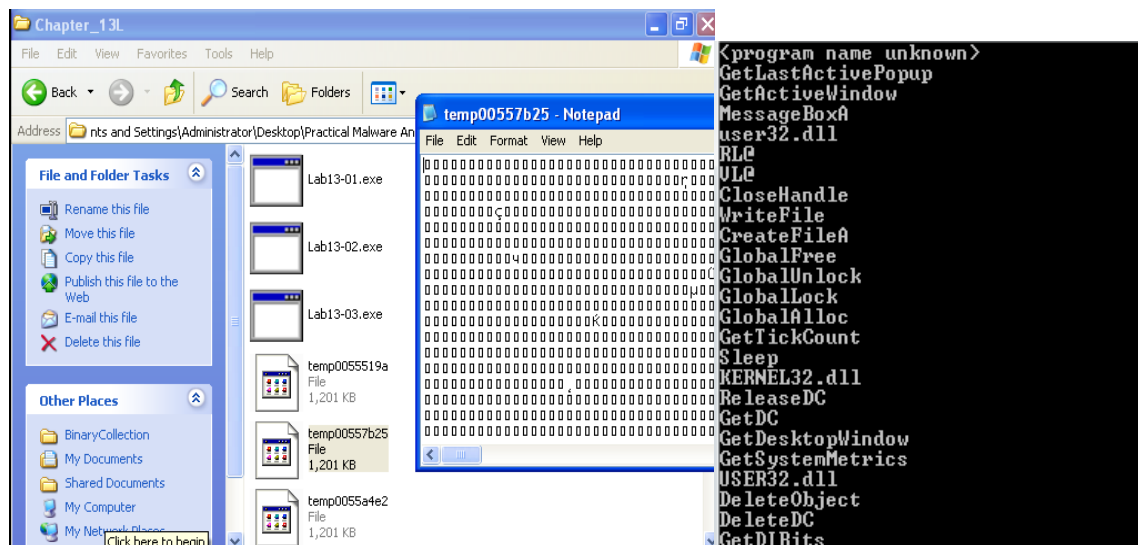 Chapter_13L
File Edit View Favorites Tools Help
Back Search Folders
Address nts and Settings\Administrator\Desktop\Practical Malware An
File and Folder Tasks
Rename this file
Move this file
Copy this file
Publish this file to the
Web
E-mail this file
Delete this file
Other Places
BinaryCollection
My Documents
Shared Documents
My Computer
My Network Places
Click here to begin
Lab13-01.exe
Lab13-02.exe
Lab13-03.exe
temp0055519a
File
1,201 KB
temp00557b25
File
1,201 KB
temp0055a4e2
File
1,201 KB
temp00557b25 - Notepad
File Edit Format View Help
<program name unknown>
GetLastActivePopup
GetActiveWindow
MessageBoxA
user32.dll
RL@
VL@
CloseHandle
WriteFile
CreateFileA
GlobalFree
GlobalUnlock
GlobalLock
GlobalAlloc
GetTickCount
Sleep
KERNEL32.dll
ReleaseDC
GetDC
GetDesktopWindow
GetSystemMetrics
USER32.dll
DeleteObject
DeleteDC
GetDIBits